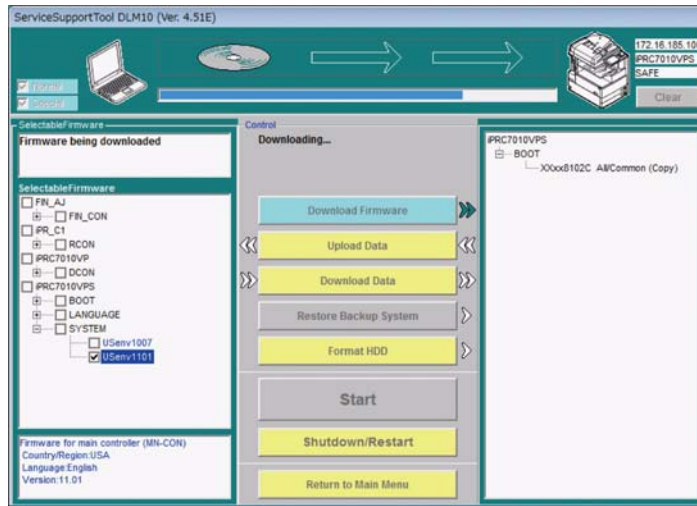 ServiceSupportTool DLM10 (Ver. 4.51E)
172.16.185.10
iPRC7010VPS
SAFE
Normal
Clear
SelectableFirmware
Firmware being downloaded
SelectableFirmware
FIN_AJ
FIN_CON
iPR_C1
RCON
iPRC7010VP
DCON
iPRC7010VPS
BOOT
LANGUAGE
SYSTEM
USenv1007
USenv1101
Firmware for main controller (MN-CON)
Country/Region:USA
Language:English
Version:11.01
Control
Downloading...
Download Firmware
Upload Data
Download Data
Restore Backup System
Format HDD
Start
Shutdown/Restart
Return to Main Menu
iPRC7010VPS
BOOT
XXxx8102C All/Common (Copy)